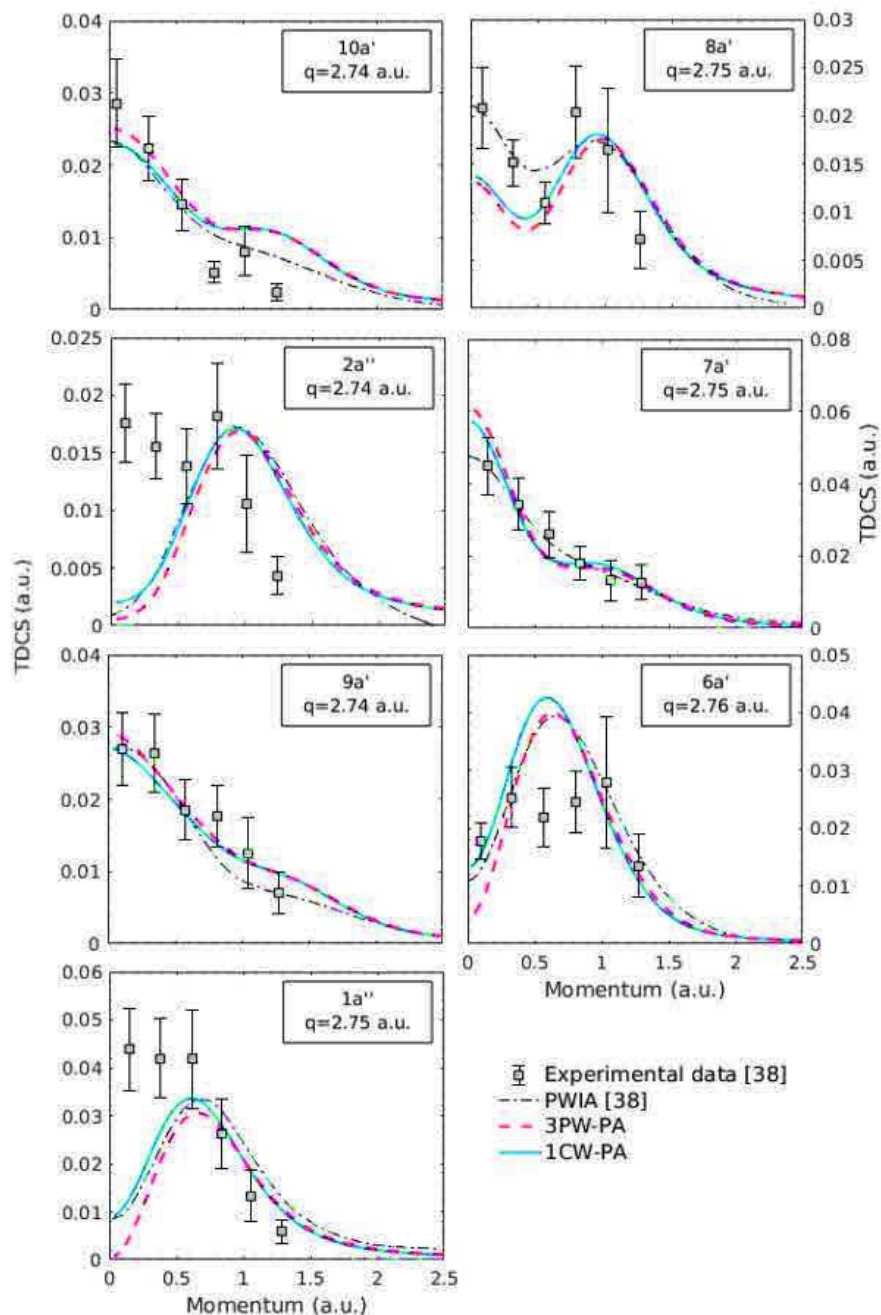 0.04
0.03
0.02
0.01
0
10a'
q=2.74 a.u.
8a'
q=2.75 a.u.
0.03
0.025
0.02
0.015
0.01
0.005
0
0.025
0.02
0.015
0.01
0.005
0
2a''
q=2.74 a.u.
7a'
q=2.75 a.u.
0.08
0.06
0.04
0.02
0
TDCS (a.u.)
TDCS (a.u.)
0.04
0.03
0.02
0.01
0
9a'
q=2.74 a.u.
6a'
q=2.76 a.u.
0.05
0.04
0.03
0.02
0.01
0
0 0.5 1 1.5 2 2.5
Momentum (a.u.)
0.06
0.05
0.04
0.03
0.02
0.01
0
1a''
q=2.75 a.u.
0 0.5 1 1.5 2 2.5
Momentum (a.u.)
Experimental data [38]
PWIA [38]
3PW-PA
1CW-PA